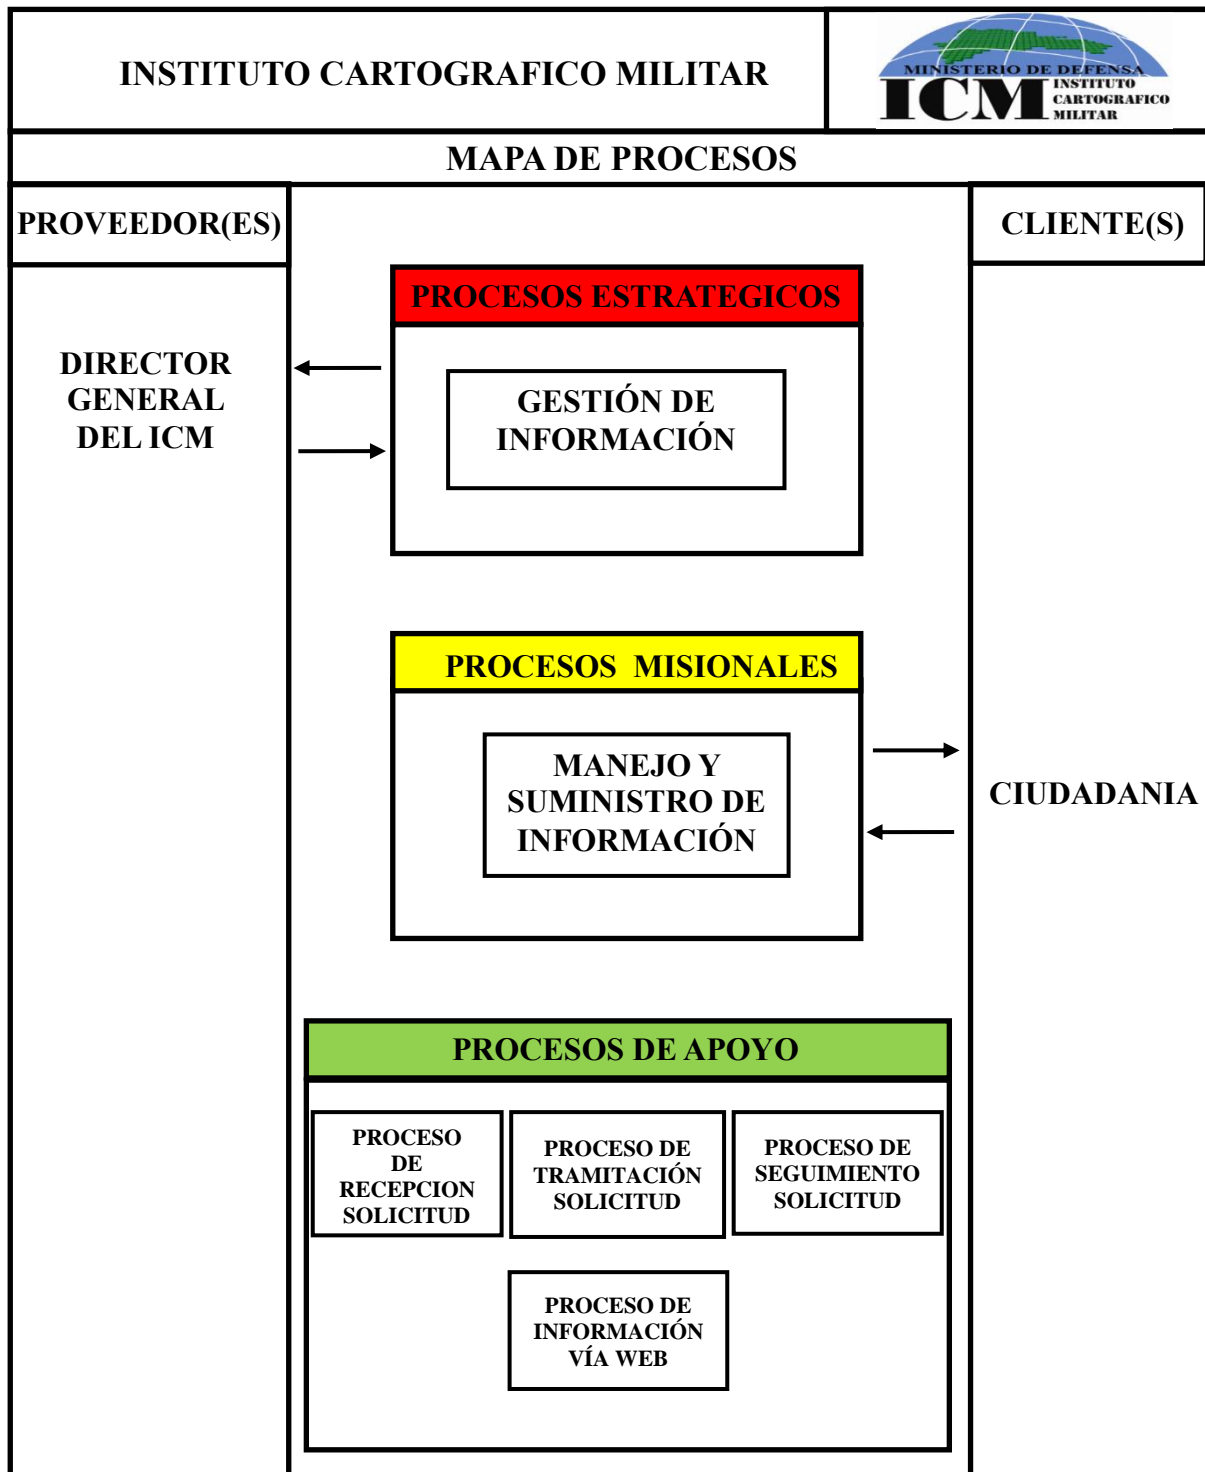 INSTITUTO CARTOGRAFICO MILITAR
MINISTERIO DE DEFENSA
ICM
INSTITUTO
CARTOGRAFICO
MILITAR
MAPA DE PROCESOS
PROVEEDOR(ES)
CLIENTE(S)
PROCESOS ESTRATEGICOS
DIRECTOR
GENERAL
DEL ICM
GESTIÓN DE
INFORMACIÓN
PROCESOS MISIONALES
MANEJO Y
SUMINISTRO DE
INFORMACIÓN
CIUDADANIA
PROCESOS DE APOYO
PROCESO
DE
RECEPCION
SOLICITUD
PROCESO DE
TRAMITACIÓN
SOLICITUD
PROCESO DE
SEGUIMIENTO
SOLICITUD
PROCESO DE
INFORMACIÓN
VÍA WEB